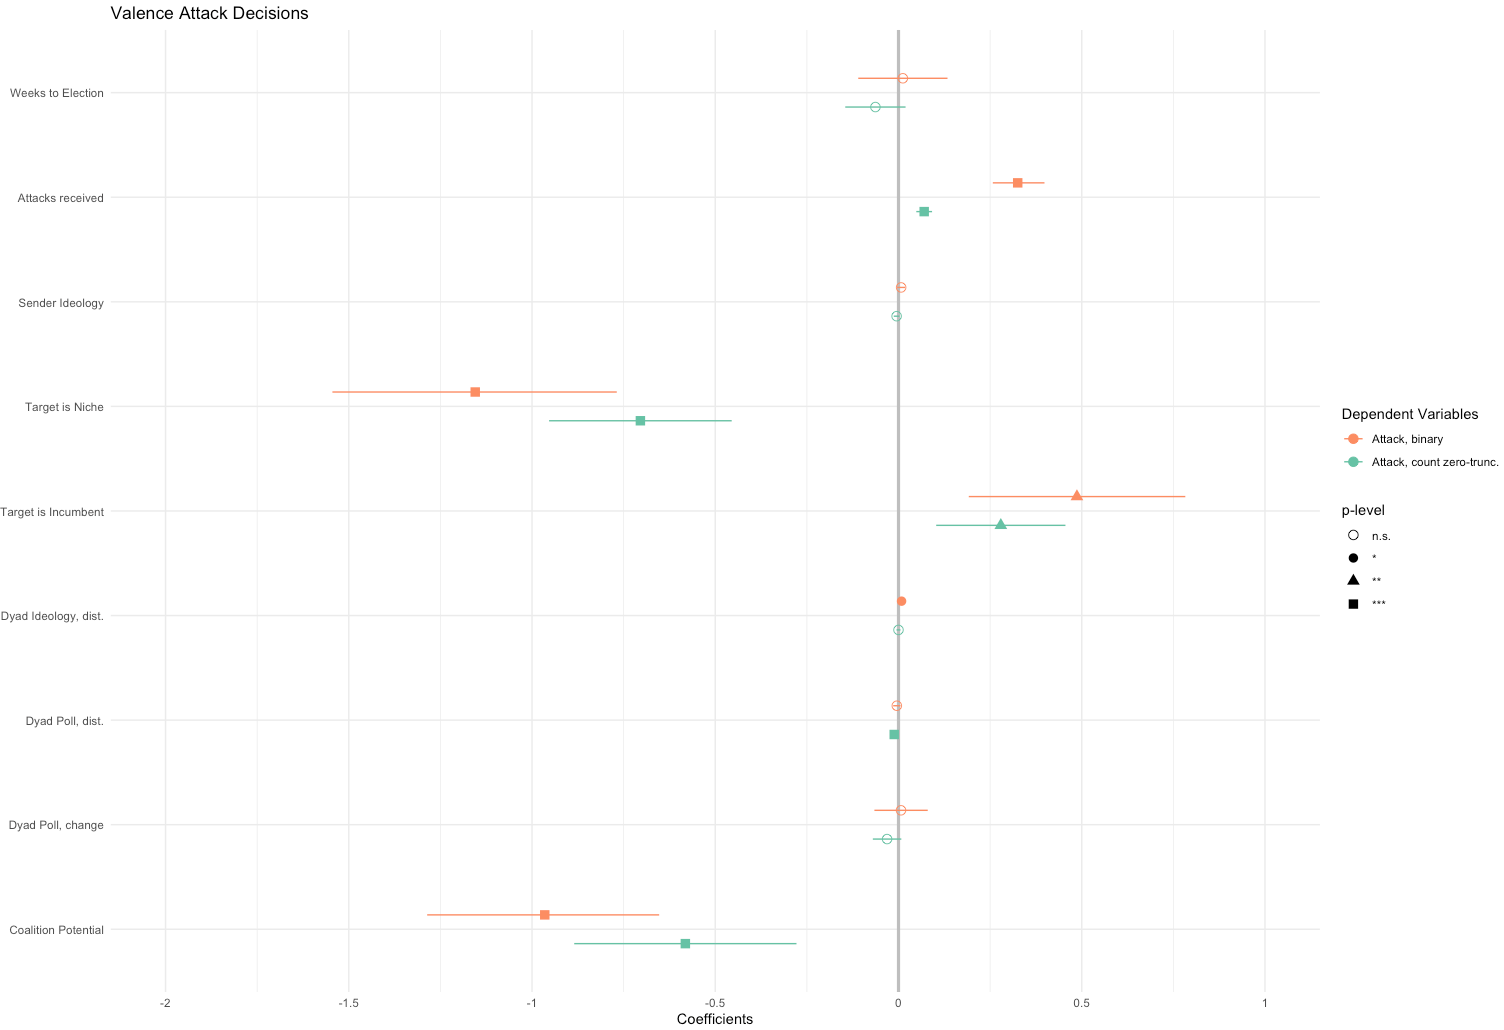 Valence Attack Decisions
Weeks to Election
Attacks received
Sender Ideology
Target is Niche
Target is Incumbent
Dyad Ideology, dist.
Dyad Poll, dist.
Dyad Poll, change
Coalition Potential
-2 -1.5 -1 -0.5 0 0.5 1
Coefficients
Dependent Variables
Attack, binary
Attack, count zero-trunc.
p-level
n.s.
*
**
***